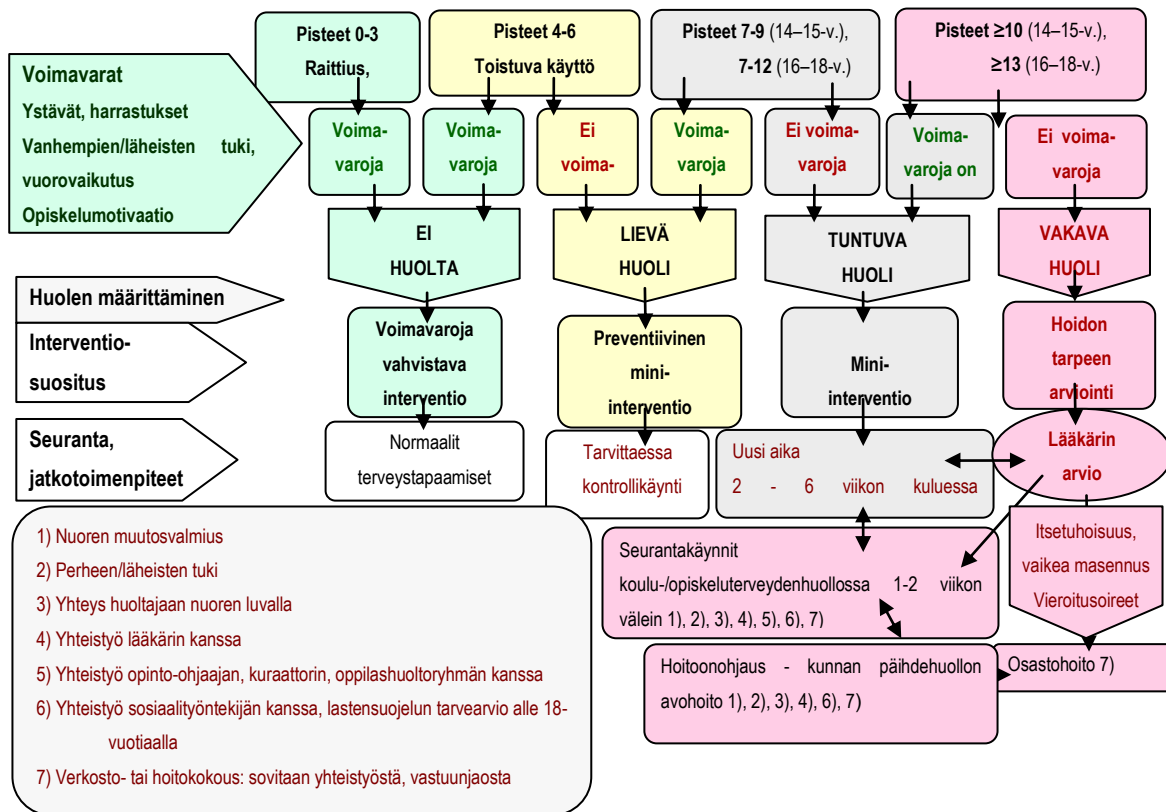 Pisteet 0-3
Raittius,
Pisteet 4-6
Toistuva käyttö
Pisteet 7-9 (14–15-v.),
7-12 (16–18-v.)
Pisteet ≥10 (14–15-v.),
≥13 (16–18-v.)
Voimavarat
Ystävät, harrastukset
Vanhempien/läheisten tuki,
vuorovaikutus
Opiskelumotivaatio
Voima-
varoja
Voima-
varoja
Ei
voima-
Voima-
varoja
Ei voima-
varoja
Voima-
varoja on
Ei voima-
varoja
EI
HUOLTA
LIEVÄ
HUOLI
TUNTUVA
HUOLI
VAKAVA
HUOLI
Huolen määrittäminen
Interventio-
suositus
Voimavaroja
vahvistava
interventio
Preventiivinen
mini-
interventio
Mini-
interventio
Hoidon
tarpeen
arviointi
Seuranta,
jatkotoimenpiteet
Normaalit
terveystapaamiset
Tarvittaessa
kontrollikäynti
Uusi aika
2 - 6 viikon kuluessa
Lääkärin
arvio
1) Nuoren muutosvalmius
2) Perheen/läheisten tuki
3) Yhteys huoltajaan nuoren luvalla
4) Yhteistyö lääkärin kanssa
5) Yhteistyö opinto-ohjaajan, kuraattorin, oppilashuoltoryhmän kanssa
6) Yhteistyö sosiaalityöntekijän kanssa, lastensuojelun tarvearvio alle 18-
vuotiaalla
7) Verkosto- tai hoitokokous: sovitaan yhteistyöstä, vastuunjaosta
Seurantakäynnit
koulu-/opiskeluterveydenhuollossa 1-2 viikon
välein 1), 2), 3), 4), 5), 6), 7)
Itsetuhoisuus,
vaikea masennus
Vieroitusoireet
Hoitoonohjaus - kunnan päihdehuollon
avohoito 1), 2), 3), 4), 6), 7)
Osastohoito 7)